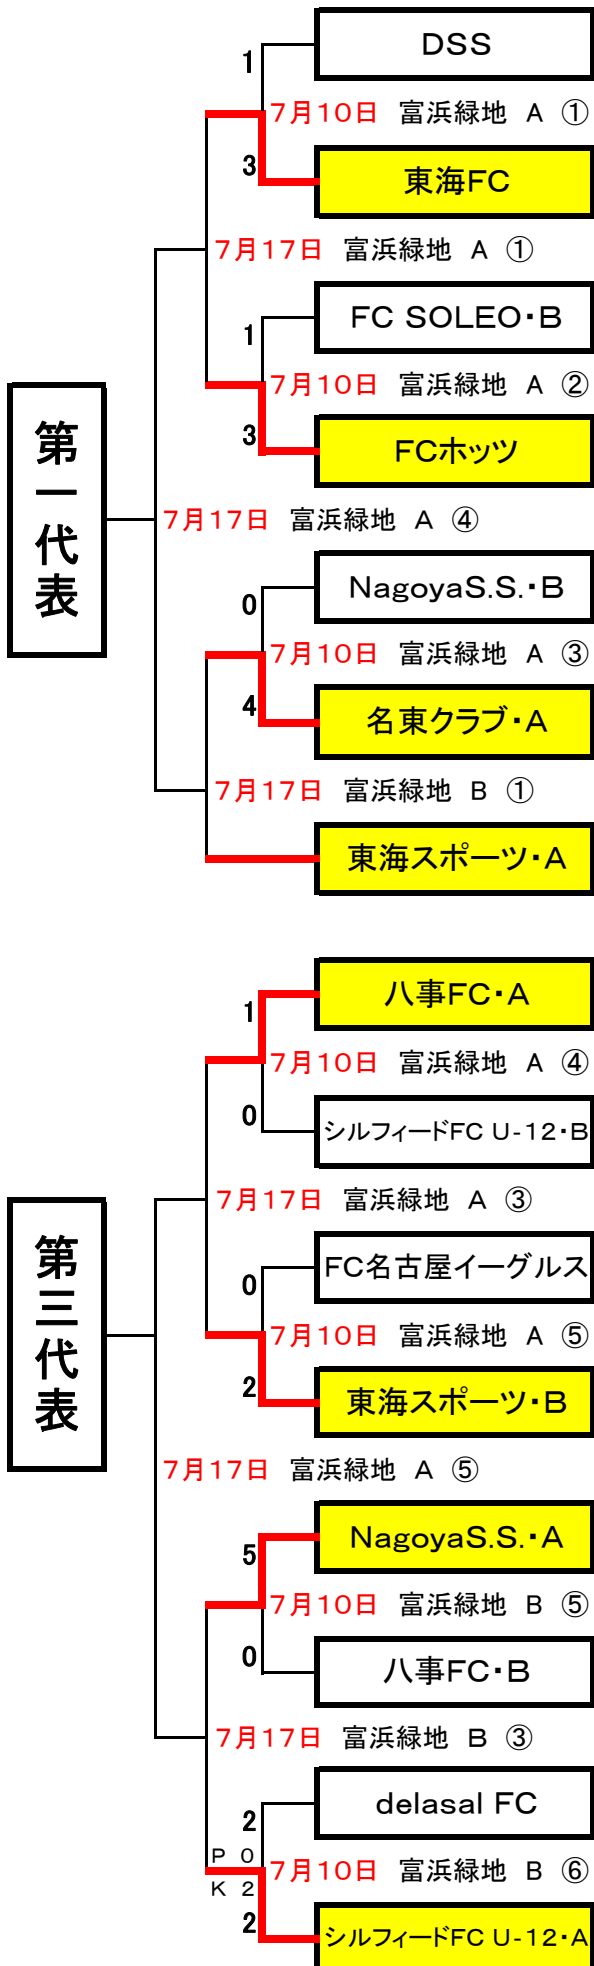 DSS
1
7月10日 富浜緑地 A ①
3
東海FC
7月17日 富浜緑地 A ①
FC SOLEO・B
1
7月10日 富浜緑地 A ②
3
FCホッツ
第一代表
7月17日 富浜緑地 A ④
NagoyaS.S.・B
0
7月10日 富浜緑地 A ③
4
名東クラブ・A
7月17日 富浜緑地 B ①
東海スポーツ・A
八事FC・A
1
7月10日 富浜緑地 A ④
0
シルフィードFC U-12・B
7月17日 富浜緑地 A ③
FC名古屋イーグルス
0
7月10日 富浜緑地 A ⑤
2
東海スポーツ・B
第三代表
7月17日 富浜緑地 A ⑤
NagoyaS.S.・A
5
7月10日 富浜緑地 B ⑤
0
八事FC・B
7月17日 富浜緑地 B ③
delasal FC
2
P 0
7月10日 富浜緑地 B ⑥
K 2
2
シルフィードFC U-12・A